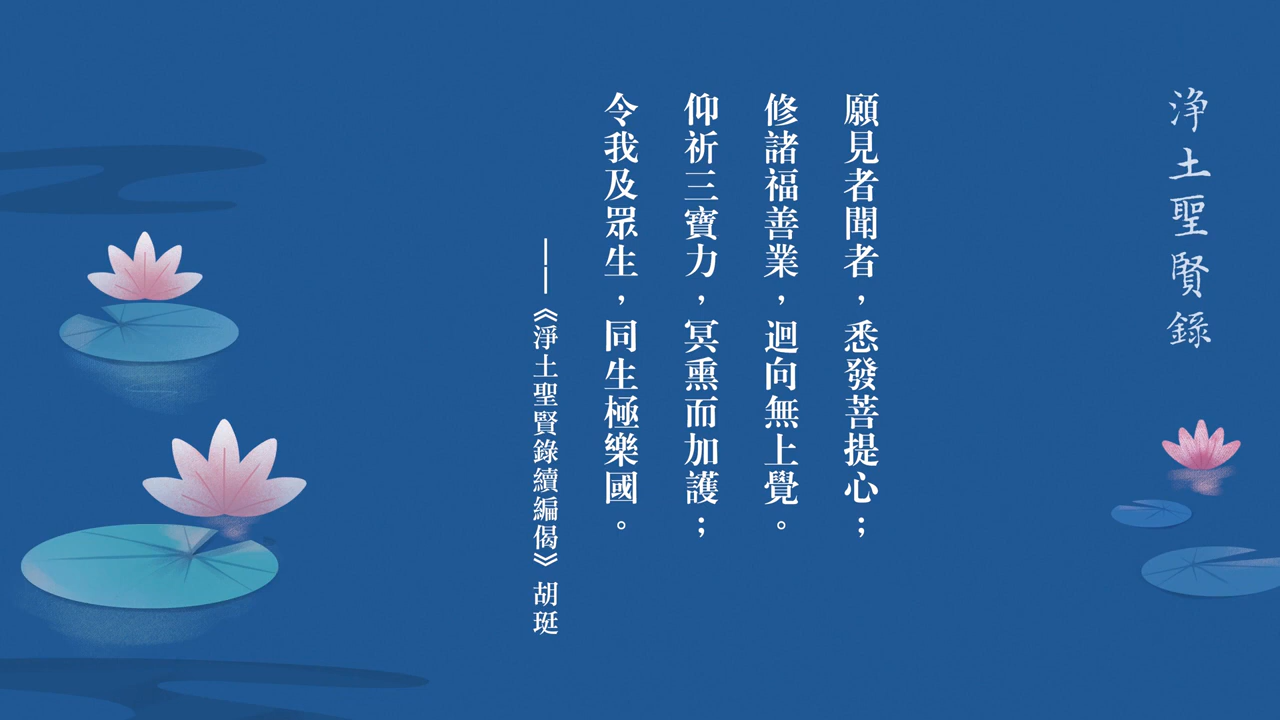 淨土聖賢錄
願見者聞者，悉發菩提心；
修諸福善業，迴向無上覺。
仰祈三寶力，冥熏而加護；
令我及眾生，同生極樂國。
——《淨土聖賢錄續編偈》胡珽